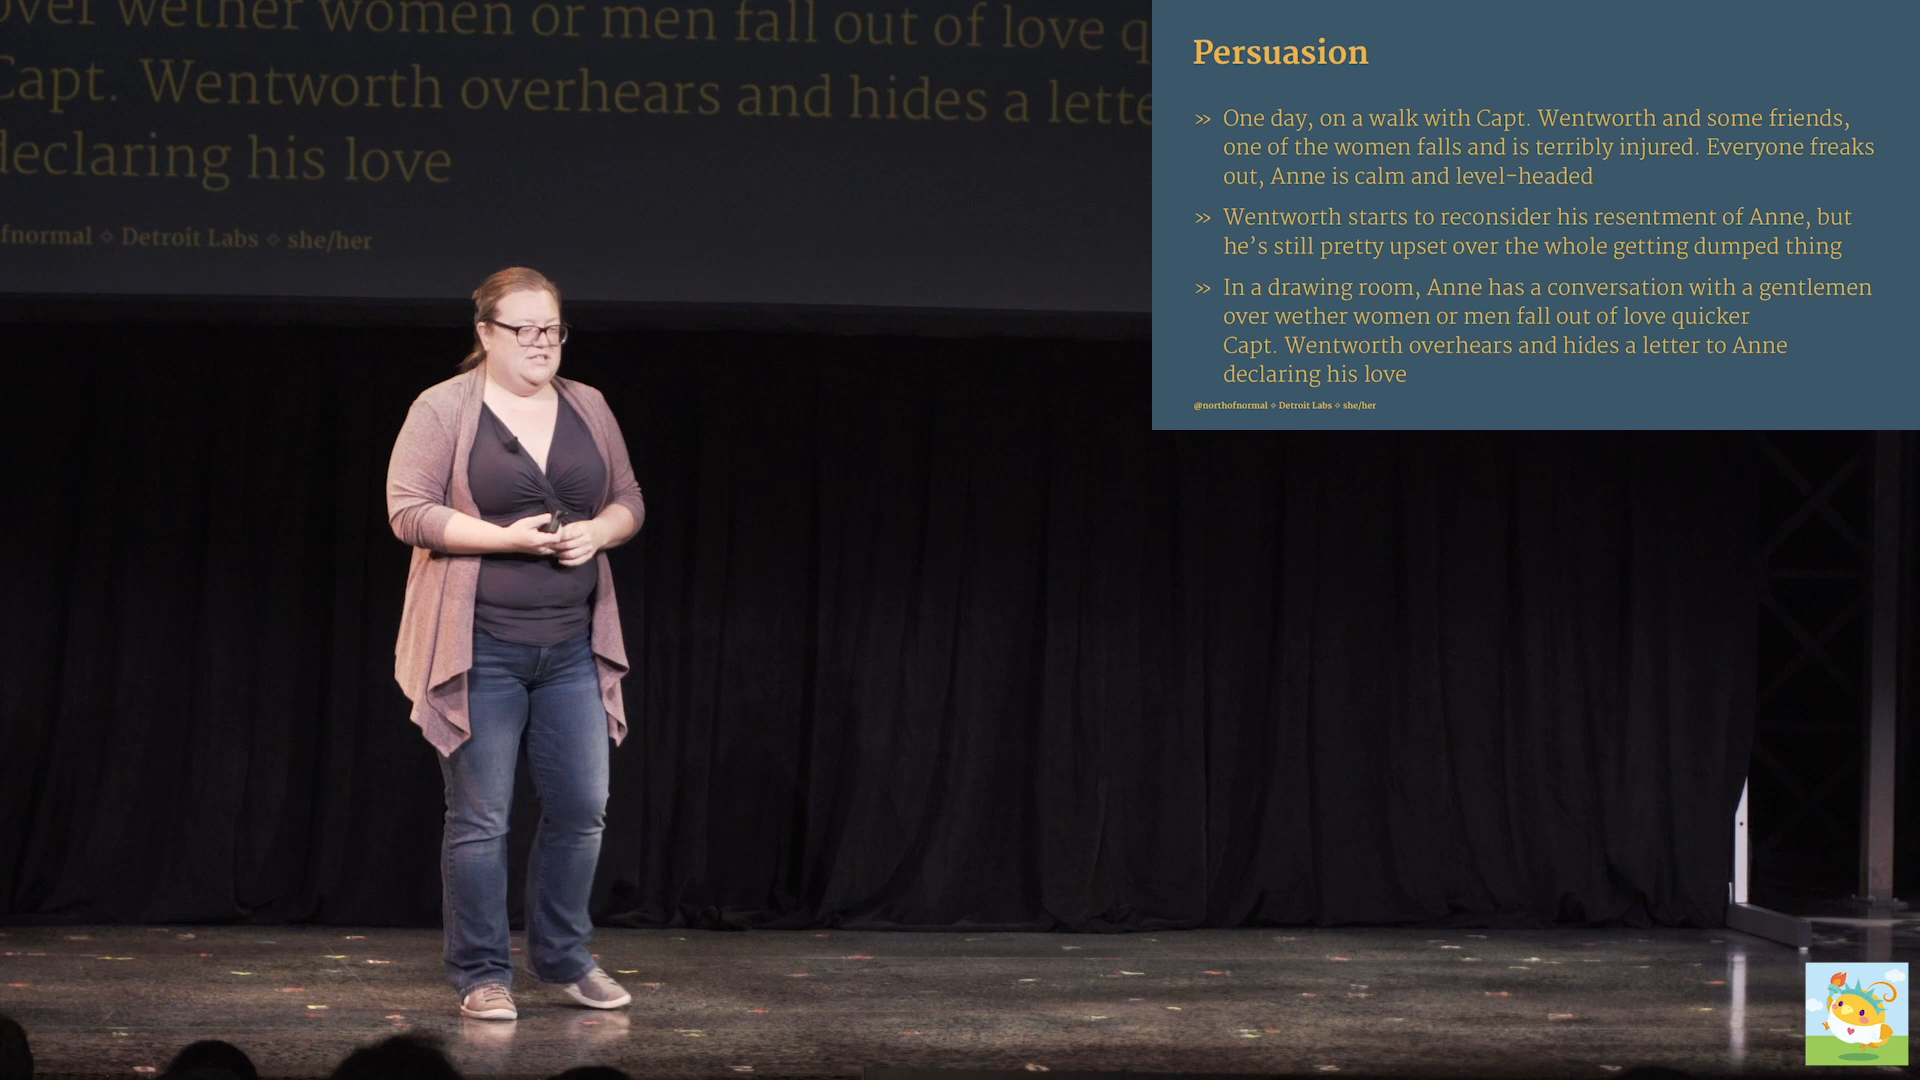 over wether women or men fall out of love q
Capt. Wentworth overhears and hides a lette
declaring his love
fnormal ⟡ Detroit Labs ⟡ she/her
Persuasion
» One day, on a walk with Capt. Wentworth and some friends,
one of the women falls and is terribly injured. Everyone freaks
out, Anne is calm and level-headed
» Wentworth starts to reconsider his resentment of Anne, but
he's still pretty upset over the whole getting dumped thing
» In a drawing room, Anne has a conversation with a gentlemen
over wether women or men fall out of love quicker
Capt. Wentworth overhears and hides a letter to Anne
declaring his love
@northofnormal ⟡ Detroit Labs ⟡ she/her